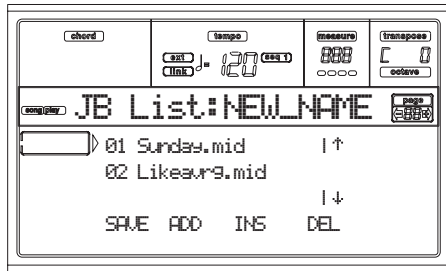 chord tempo measure transpose
ext link ♩= 120 seq 1 888 C 0
octave
song play JB List:NEW_NAME page 88
01 Sunday.mid |↑
02 Likeavrg.mid
|↓
SAVE ADD INS DEL